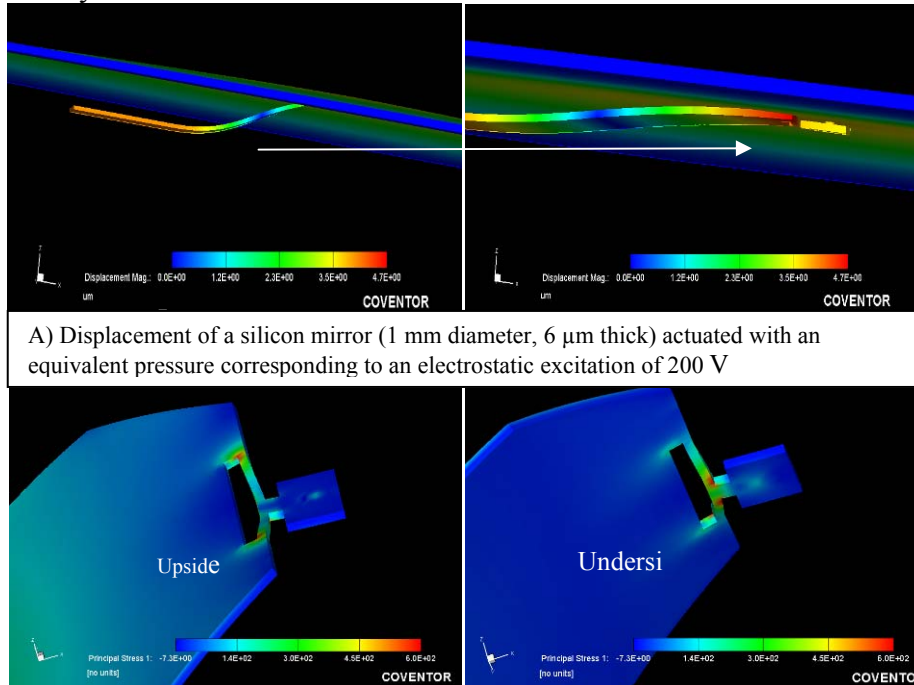 z
x
Displacement Mag.: 0.0E+00 1.2E+00 2.3E+00 3.5E+00 4.7E+00
um
COVENTOR
z
x
Displacement Mag.: 0.0E+00 1.2E+00 2.3E+00 3.5E+00 4.7E+00
um
COVENTOR
A) Displacement of a silicon mirror (1 mm diameter, 6 µm thick) actuated with an
equivalent pressure corresponding to an electrostatic excitation of 200 V
Upside
Principal Stress 1: -7.3E+00 1.4E+02 3.0E+02 4.5E+02 6.0E+02
[no units]
COVENTOR
Undersi
Principal Stress 1: -7.3E+00 1.4E+02 3.0E+02 4.5E+02 6.0E+02
[no units]
COVENTO